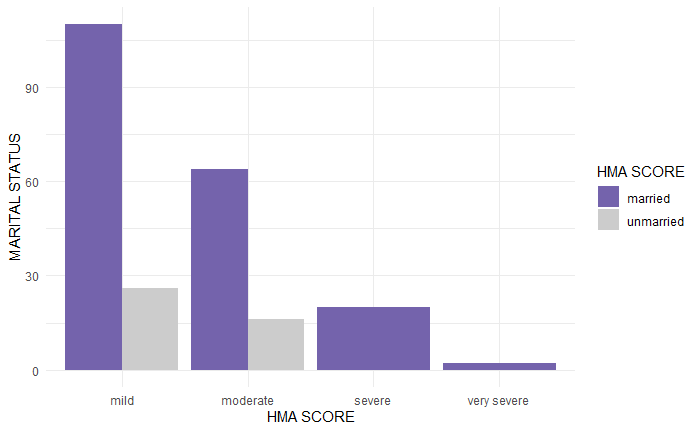 MARITAL STATUS
90
60
30
0
mild moderate severe very severe
HMA SCORE
HMA SCORE
married
unmarried